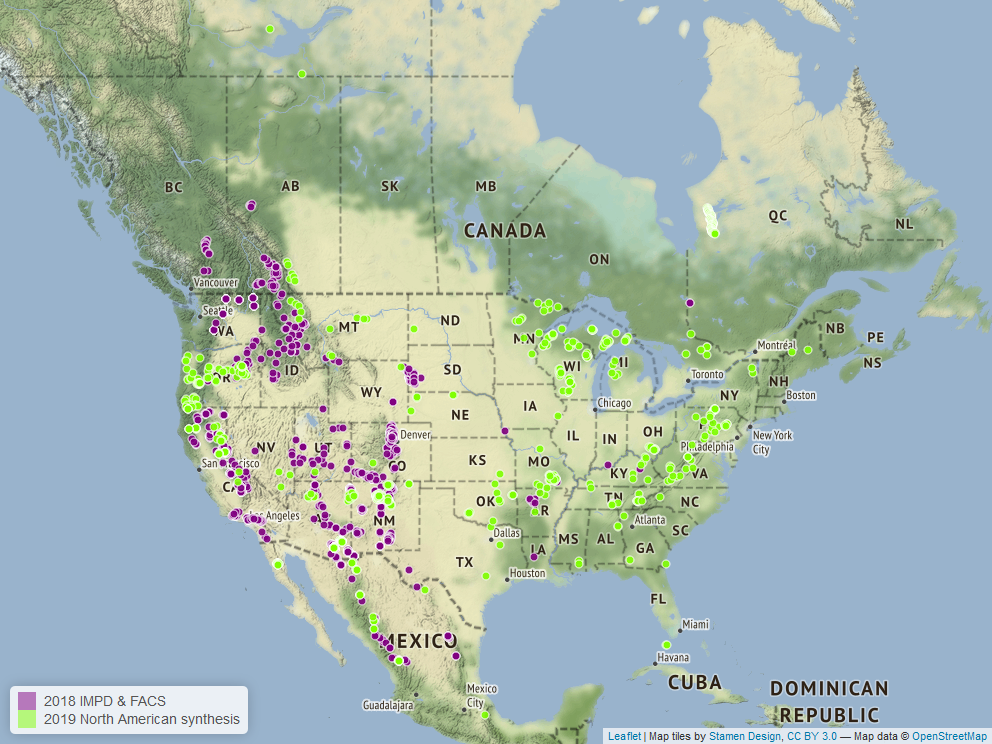 BC
AB
SK
MB
QC
NL
CANADA
ON
Vancouver
Seattle
WA
MT
ND
NB
PE
NS
Montréal
MN
OR
ID
WY
SD
WI
MI
Toronto
NH
NY
Boston
IA
Chicago
NE
Denver
NV
UT
CO
IL
IN
OH
Philadelphia
New York
City
San Francisco
CA
KS
MO
KY
VA
Los Angeles
NM
OK
AR
TN
NC
Atlanta
SC
Dallas
TX
LA
MS
AL
GA
Houston
FL
Miami
MEXICO
Havana
CUBA
Guadalajara
Mexico
City
DOMINICAN
REPUBLIC
2018 IMPD & FACS
2019 North American synthesis
Leaflet | Map tiles by Stamen Design, CC BY 3.0 — Map data © OpenStreetMap